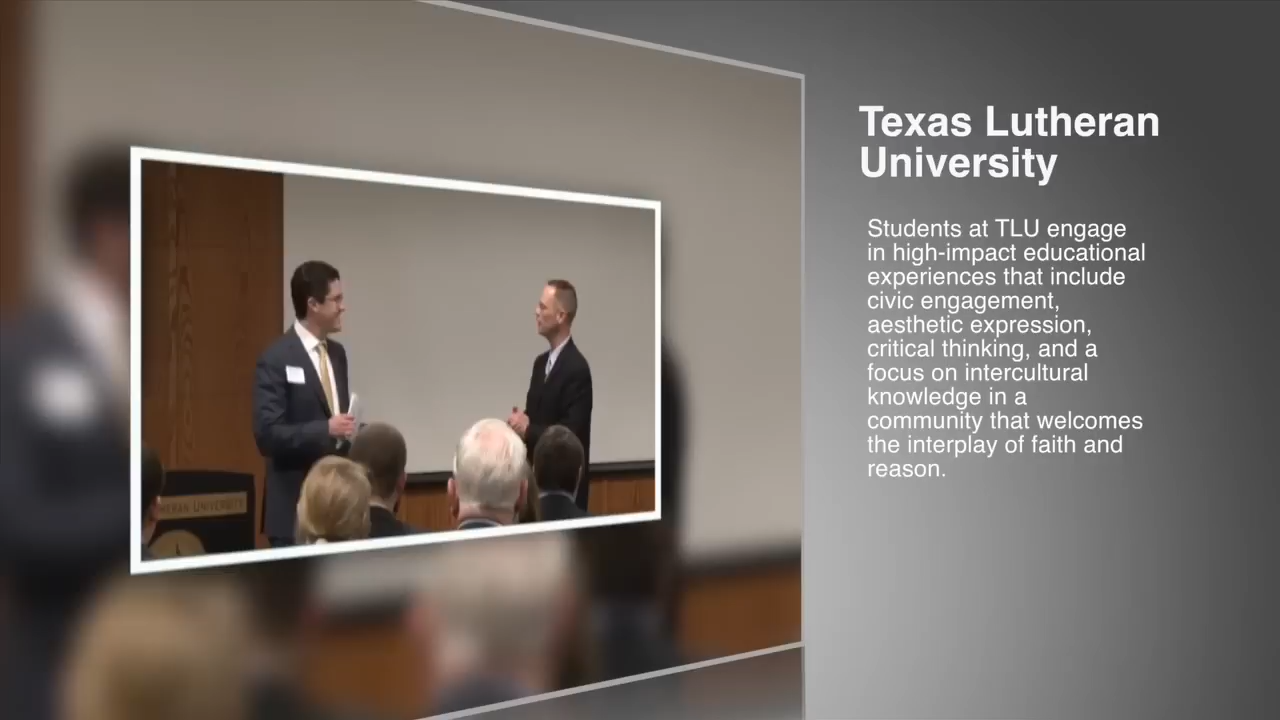 Texas Lutheran
University
Students at TLU engage
in high-impact educational
experiences that include
civic engagement,
aesthetic expression,
critical thinking, and a
focus on intercultural
knowledge in a
community that welcomes
the interplay of faith and
reason.
UNIVERSITY